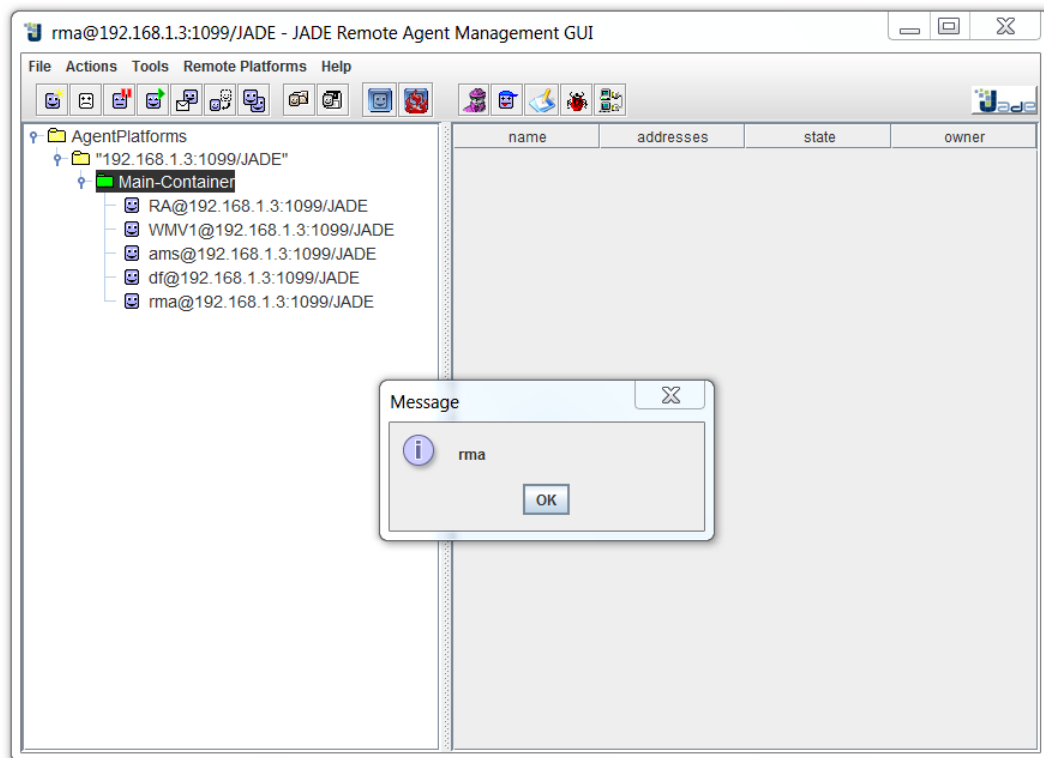 rma@192.168.1.3:1099/JADE - JADE Remote Agent Management GUI
File Actions Tools Remote Platforms Help
Jade
AgentPlatforms
"192.168.1.3:1099/JADE"
Main-Container
RA@192.168.1.3:1099/JADE
WMV1@192.168.1.3:1099/JADE
ams@192.168.1.3:1099/JADE
df@192.168.1.3:1099/JADE
rma@192.168.1.3:1099/JADE
name addresses state owner
Message
rma
OK